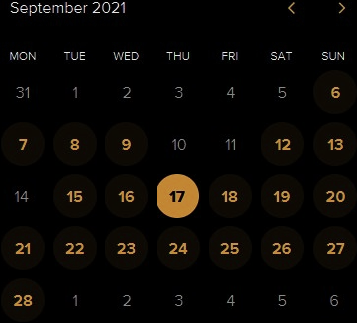 September 2021
MON TUE WED THU FRI SAT SUN
31 1 2 3 4 5 6
7 8 9 10 11 12 13
14 15 16 17 18 19 20
21 22 23 24 25 26 27
28 1 2 3 4 5 6